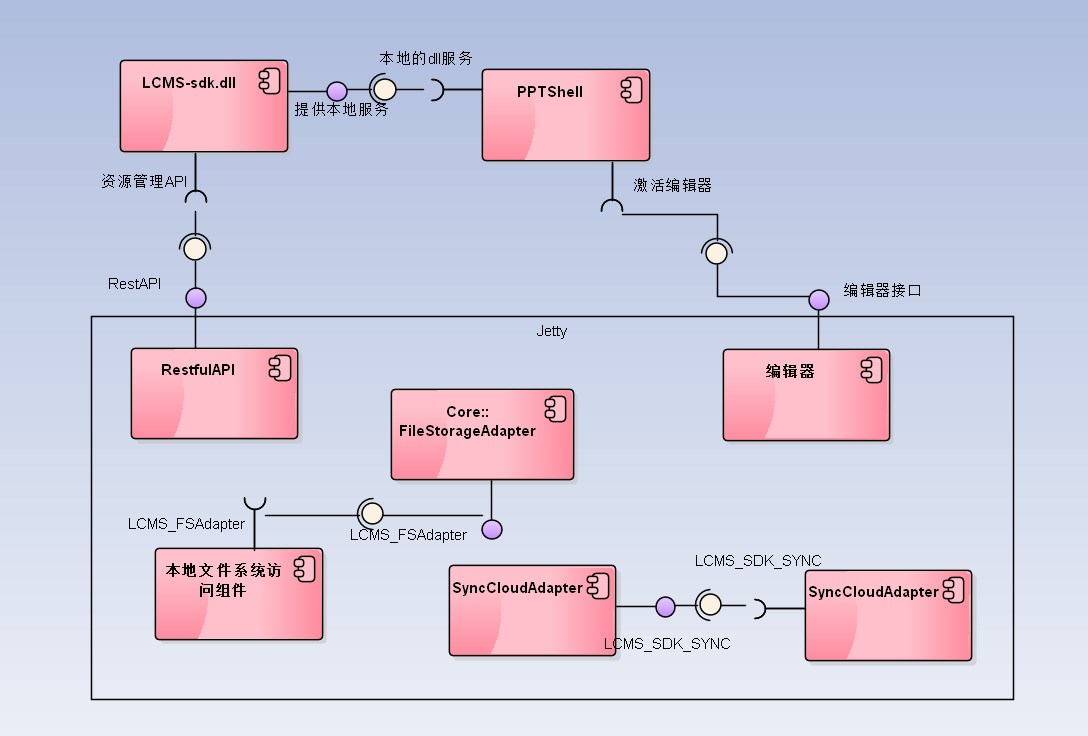 本地的dll服务
LCMS-sdk.dll
PPTShell
提供本地服务
资源管理API
激活编辑器
RestAPI
编辑器接口
Jetty
RestfulAPI
编辑器
Core::
FileStorageAdapter
LCMS_FSAdapter
LCMS_FSAdapter
本地文件系统访
问组件
LCMS_SDK_SYNC
SyncCloudAdapter
SyncCloudAdapter
LCMS_SDK_SYNC